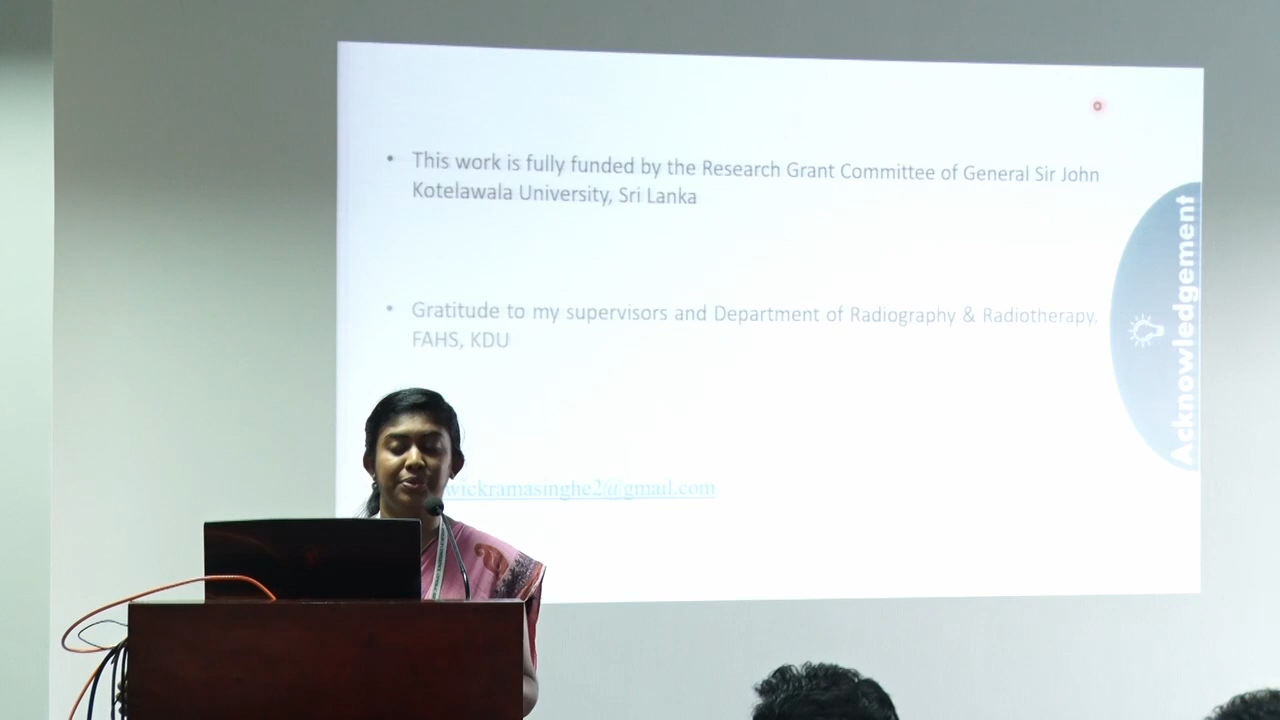 • This work is fully funded by the Research Grant Committee of General Sir John
Kotelawala University, Sri Lanka
• Gratitude to my supervisors and Department of Radiography & Radiotherapy,
FAHS, KDU
wickramasinghe2@gmail.com
Acknowledgement